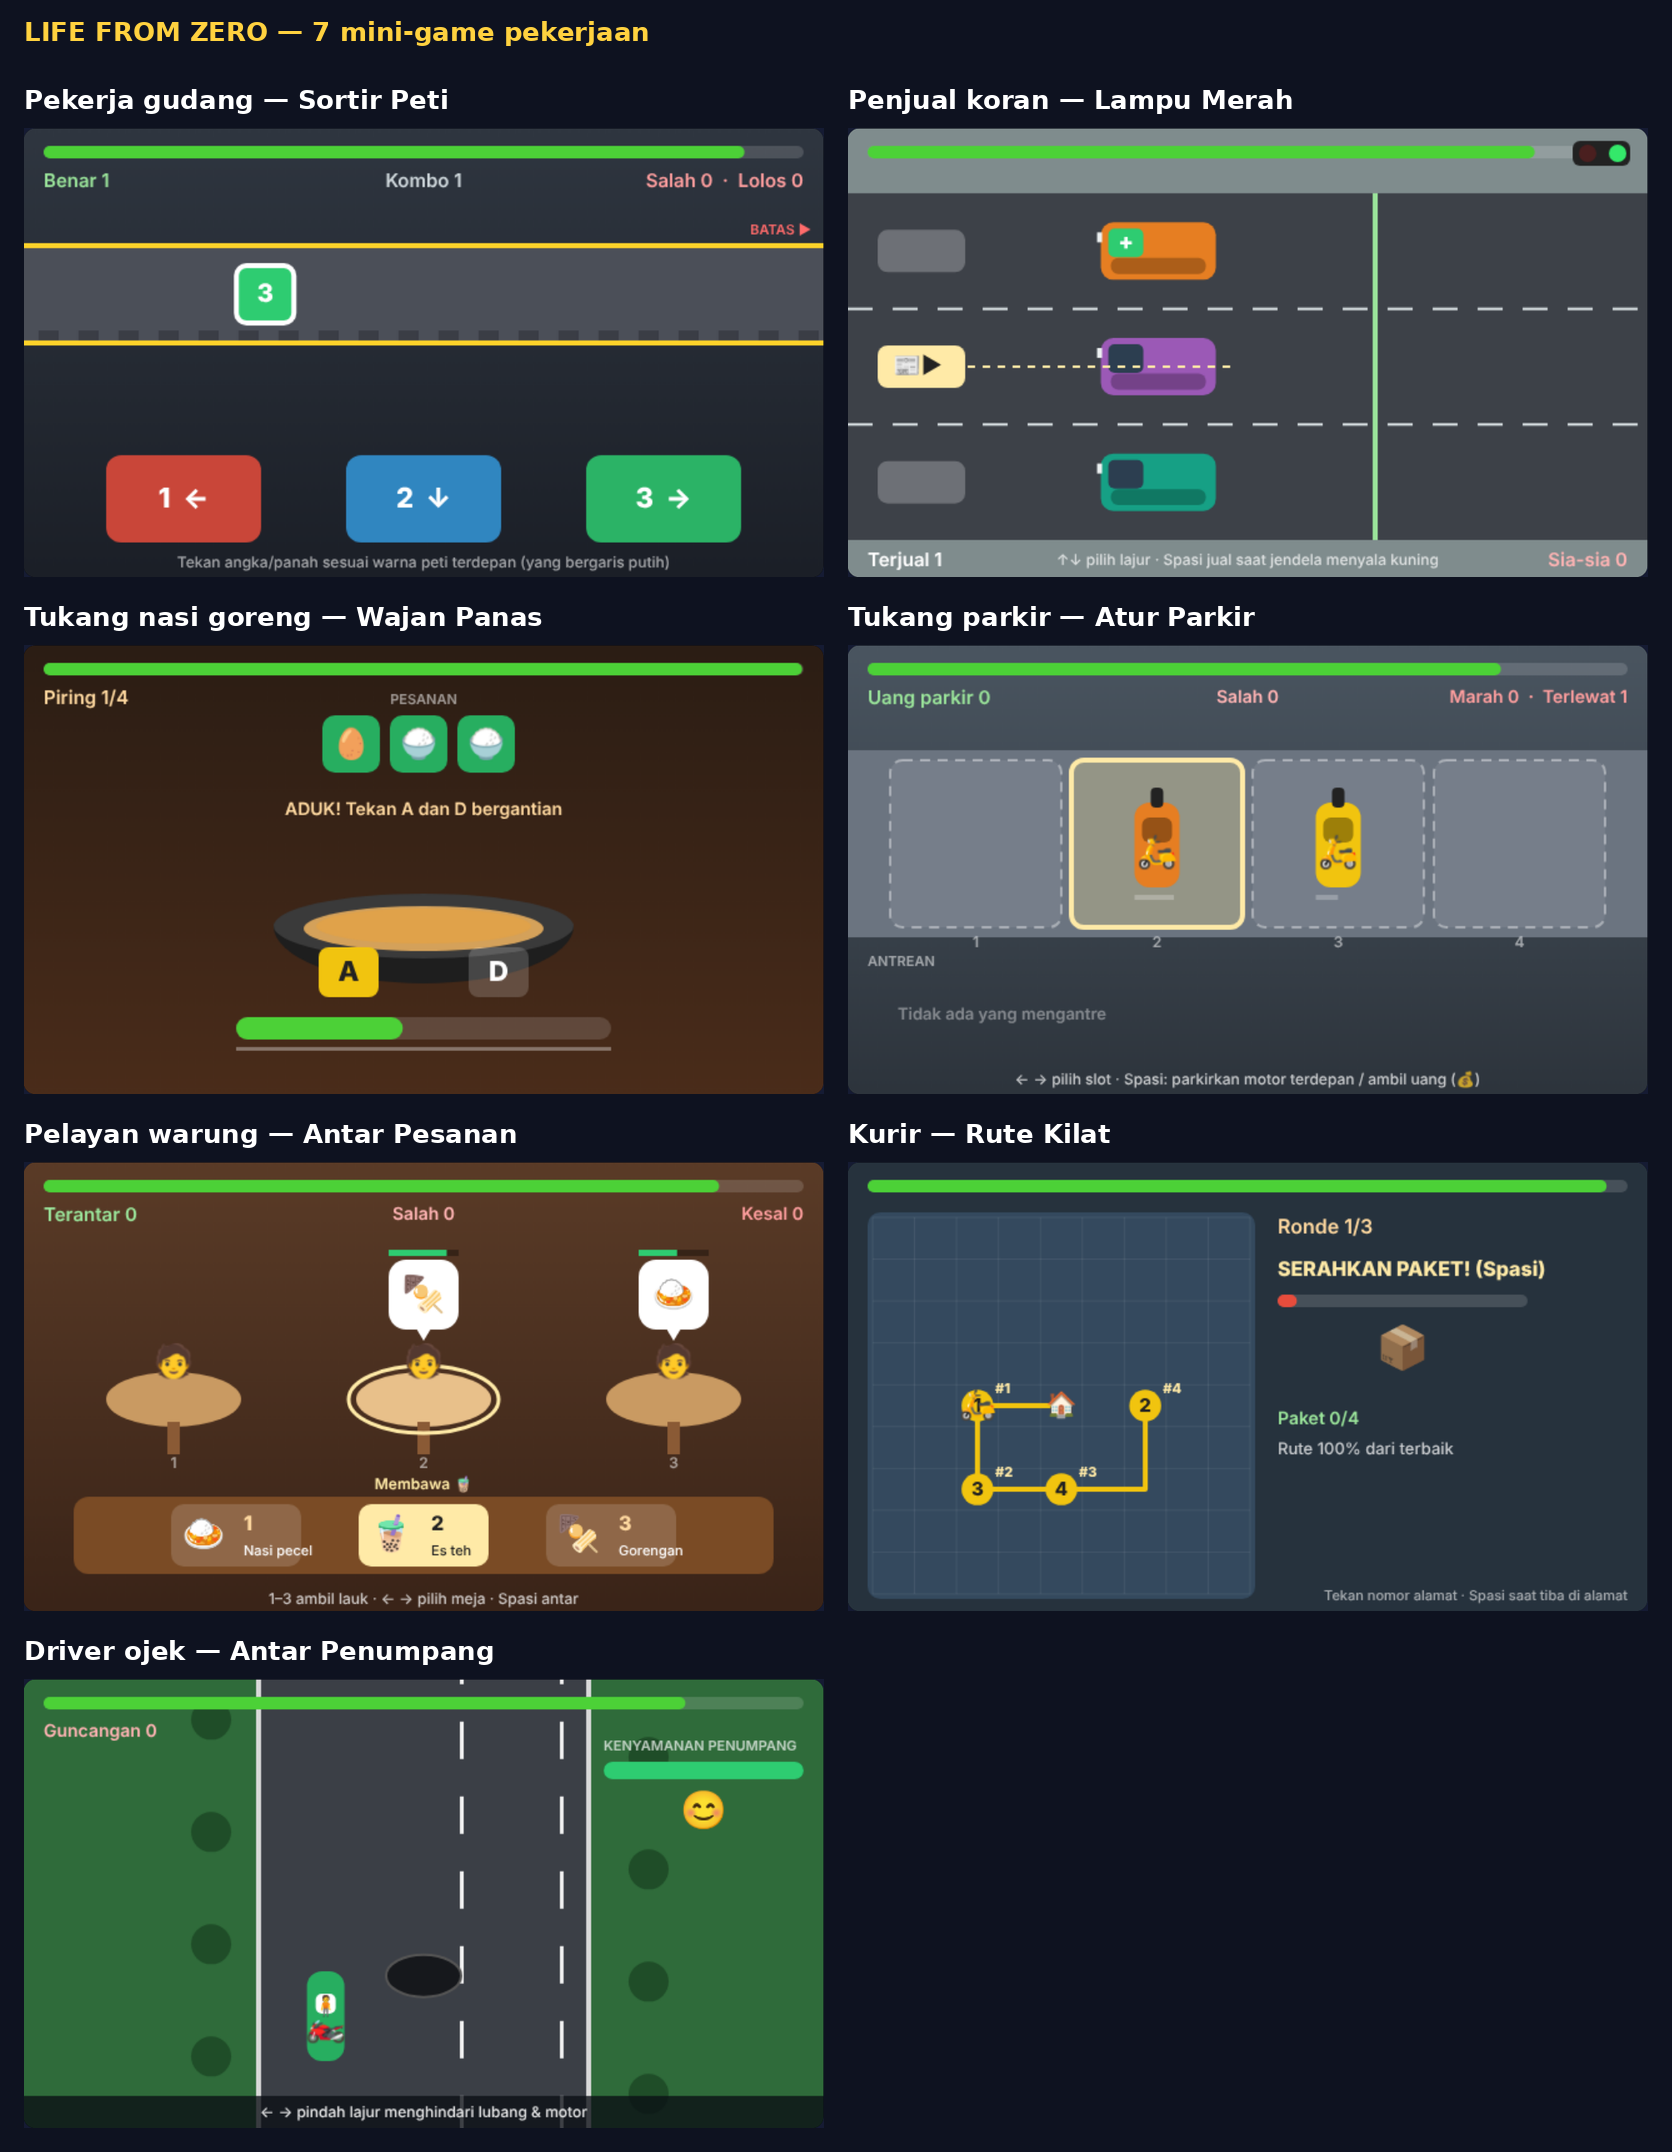 LIFE FROM ZERO — 7 mini-game pekerjaan
Pekerja gudang — Sortir Peti
Benar 1
Kombo 1
Salah 0 · Lolos 0
BATAS ▶
3
1 ←
2 ↓
3 →
Tekan angka/panah sesuai warna peti terdepan (yang bergaris putih)
Penjual koran — Lampu Merah
Terjual 1
↑↓ pilih lajur · Spasi jual saat jendela menyala kuning
Sia-sia 0
Tukang nasi goreng — Wajan Panas
Piring 1/4
PESANAN
ADUK! Tekan A dan D bergantian
A
D
Tukang parkir — Atur Parkir
Uang parkir 0
Salah 0
Marah 0 · Terlewat 1
1
2
3
4
ANTREAN
Tidak ada yang mengantre
← → pilih slot · Spasi: parkirkan motor terdepan / ambil uang (💰)
Pelayan warung — Antar Pesanan
Terantar 0
Salah 0
Kesal 0
1
2
3
Membawa 🧋
1
Nasi pecel
2
Es teh
3
Gorengan
1–3 ambil lauk · ← → pilih meja · Spasi antar
Kurir — Rute Kilat
Ronde 1/3
SERAHKAN PAKET! (Spasi)
Paket 0/4
Rute 100% dari terbaik
1
#1
2
#4
3
#2
4
#3
Tekan nomor alamat · Spasi saat tiba di alamat
Driver ojek — Antar Penumpang
Guncangan 0
KENYAMANAN PENUMPANG
← → pindah lajur menghindari lubang & motor